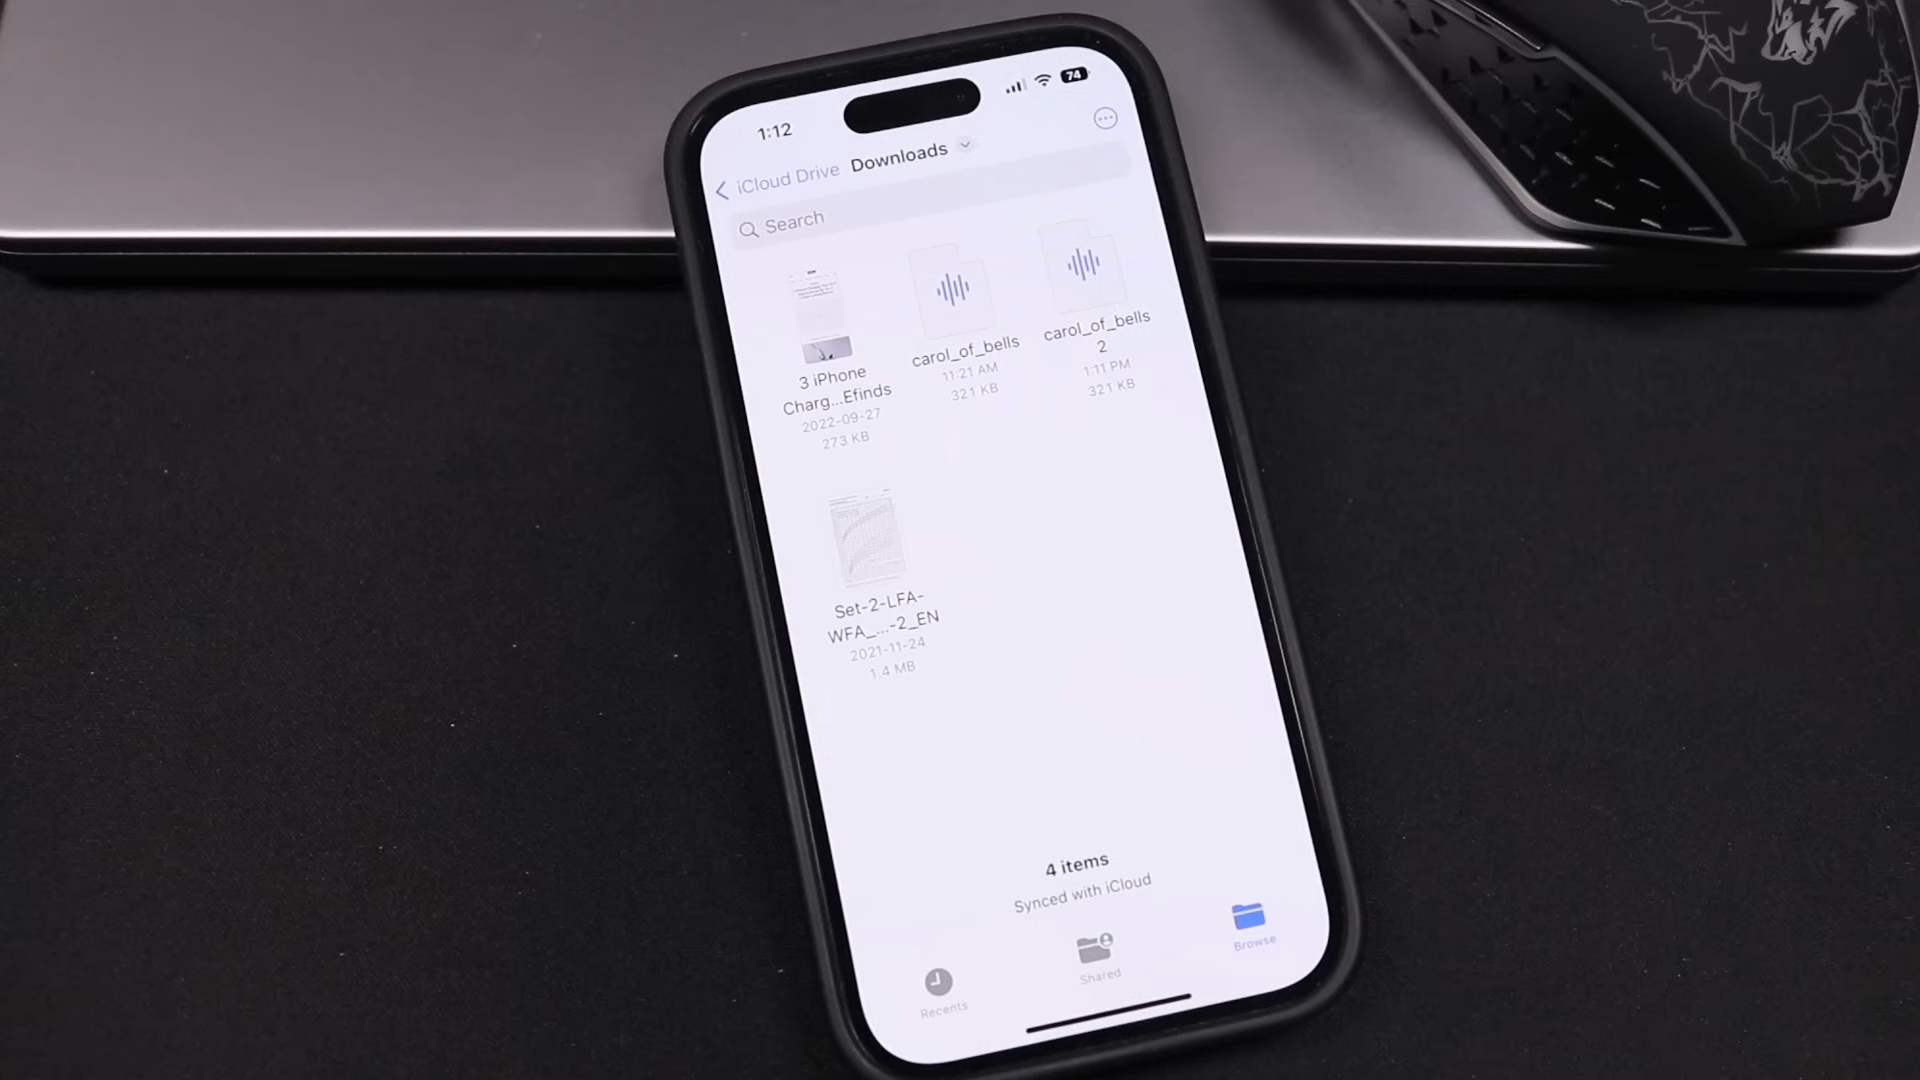 1:12
74
iCloud Drive Downloads
Search
3 iPhone
Charg...Efinds
2022-09-27
273 KB
carol_of_bells
11:21 AM
321 KB
carol_of_bells
2
1:11 PM
321 KB
Set-2-LFA-
WFA_...-2_EN
2021-11-24
1.4 MB
4 items
Synced with iCloud
Recents
Shared
Browse